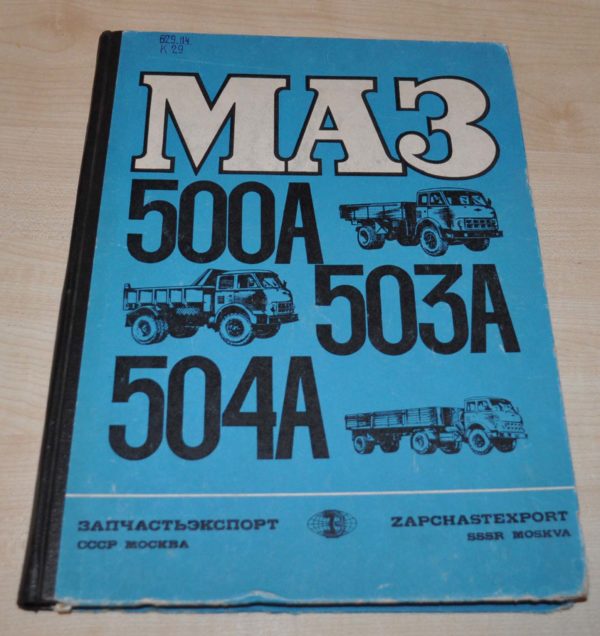 629.114
К 29
МАЗ
500А
503А
504А
ЗАПЧАСТЬЭКСПОРТ
СССР МОСКВА
ZAPCHASTEXPORT
SSSR MOSKVA